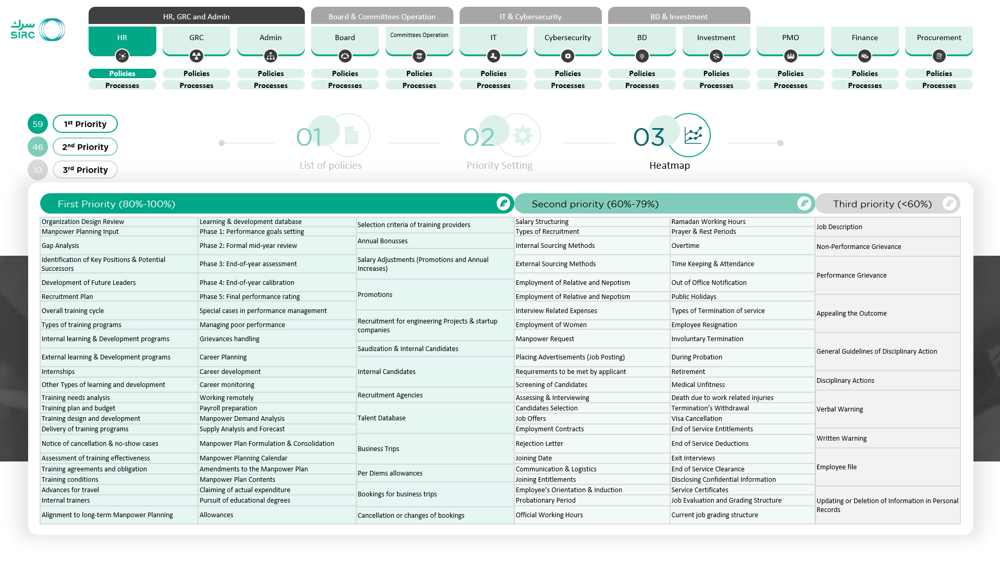 سرك
SIRC
HR, GRC and Admin
Board & Committees Operation
IT & Cybersecurity
BD & Investment
HR
GRC
Admin
Board
Committees Operation
IT
Cybersecurity
BD
Investment
PMO
Finance
Procurement
Policies
Policies
Policies
Policies
Policies
Policies
Policies
Policies
Policies
Policies
Policies
Policies
Processes
Processes
Processes
Processes
Processes
Processes
Processes
Processes
Processes
Processes
Processes
Processes
59
1st Priority
46
2nd Priority
10
3rd Priority
01
List of policies
02
Priority Setting
03
Heatmap
First Priority (80%-100%)
Organization Design Review
Manpower Planning Input
Gap Analysis
Identification of Key Positions & Potential
Successors
Development of Future Leaders
Recruitment Plan
Overall training cycle
Types of training programs
Internal learning & Development programs
External learning & Development programs
Internships
Other Types of learning and development
Training needs analysis
Training plan and budget
Training design and development
Delivery of training programs
Notice of cancellation & no-show cases
Assessment of training effectiveness
Training agreements and obligation
Training conditions
Advances for travel
Internal trainers
Alignment to long-term Manpower Planning
Learning & development database
Phase 1: Performance goals setting
Phase 2: Formal mid-year review
Phase 3: End-of-year assessment
Phase 4: End-of-year calibration
Phase 5: Final performance rating
Special cases in performance management
Managing poor performance
Grievances handling
Career Planning
Career development
Career monitoring
Working remotely
Payroll preparation
Manpower Demand Analysis
Supply Analysis and Forecast
Manpower Plan Formulation & Consolidation
Manpower Planning Calendar
Amendments to the Manpower Plan
Manpower Plan Contents
Claiming of actual expenditure
Pursuit of educational degrees
Allowances
Selection criteria of training providers
Annual Bonusses
Salary Adjustments (Promotions and Annual
Increases)
Promotions
Recruitment for engineering Projects & startup
companies
Saudization & Internal Candidates
Internal Candidates
Recruitment Agencies
Talent Database
Business Trips
Per Diems allowances
Bookings for business trips
Cancellation or changes of bookings
Second priority (60%-79%)
Salary Structuring
Types of Recruitment
Internal Sourcing Methods
External Sourcing Methods
Employment of Relative and Nepotism
Employment of Relative and Nepotism
Interview Related Expenses
Employment of Women
Manpower Request
Placing Advertisements (Job Posting)
Requirements to be met by applicant
Screening of Candidates
Assessing & Interviewing
Candidates Selection
Job Offers
Employment Contracts
Rejection Letter
Joining Date
Communication & Logistics
Joining Entitlements
Employee’s Orientation & Induction
Probationary Period
Official Working Hours
Ramadan Working Hours
Prayer & Rest Periods
Overtime
Time Keeping & Attendance
Out of Office Notification
Public Holidays
Types of Termination of service
Employee Resignation
Involuntary Termination
During Probation
Retirement
Medical Unfitness
Death due to work related injuries
Termination’s Withdrawal
Visa Cancellation
End of Service Entitlements
End of Service Deductions
Exit Interviews
End of Service Clearance
Disclosing Confidential Information
Service Certificates
Job Evaluation and Grading Structure
Current job grading structure
Third priority (<60%)
Job Description
Non-Performance Grievance
Performance Grievance
Appealing the Outcome
General Guidelines of Disciplinary Action
Disciplinary Actions
Verbal Warning
Written Warning
Employee file
Updating or Deletion of Information in Personal
Records